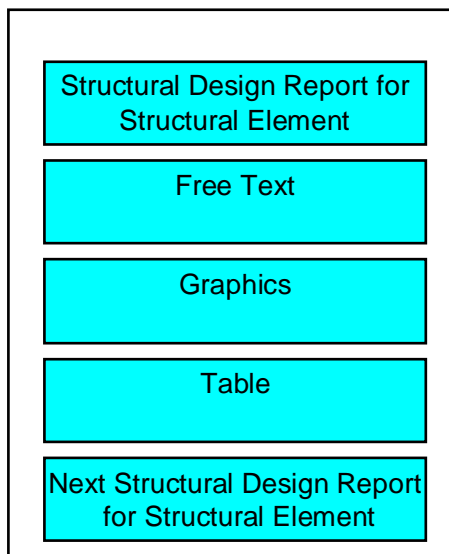 Structural Design Report for
Structural Element
Free Text
Graphics
Table
Next Structural Design Report
for Structural Element